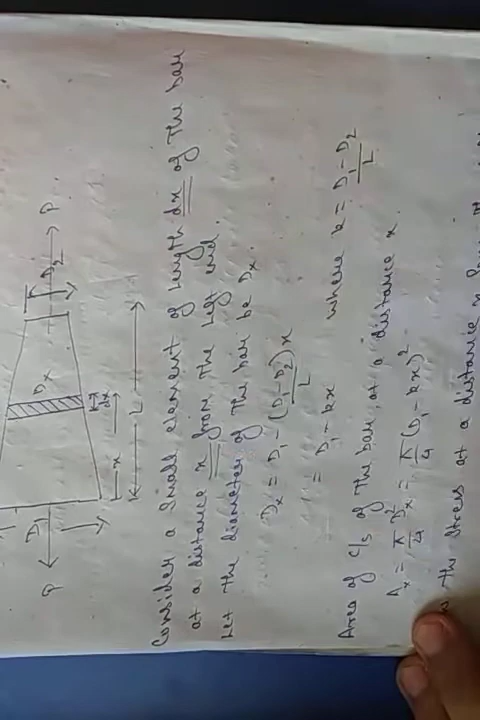 P
D1
x
dx
Dx
L
D2
P
Consider a small element of length dx of the bar
at a distance x from the left end.
Let the diameter of the bar be Dx.
Dx = D1 - (D1 - D2 / L) x
= D1 - kx where k = D1 - D2 / L
Area of C/s of the bar at a distance x.
Ax = π/4 Dx² = π/4 (D1 - kx)²
the stress at a distance x from the